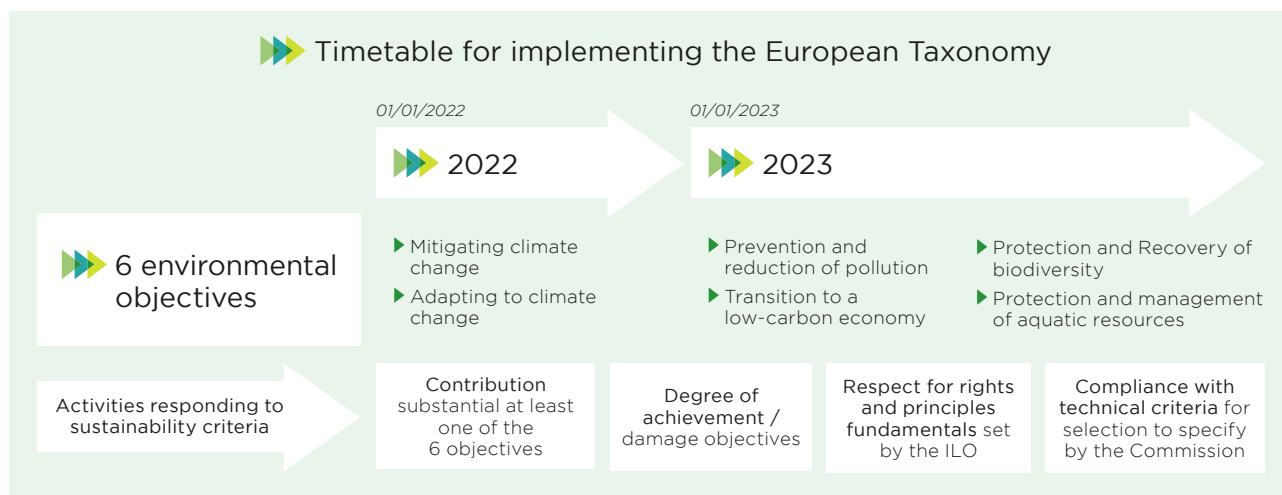 Timetable for implementing the European Taxonomy
01/01/2022
01/01/2023
2022
2023
6 environmental
objectives
Mitigating climate
change
Adapting to climate
change
Prevention and
reduction of pollution
Transition to a
low-carbon economy
Protection and Recovery of
biodiversity
Protection and management
of aquatic resources
Activities responding to
sustainability criteria
Contribution
substantial at least
one of the
6 objectives
Degree of
achievement /
damage objectives
Respect for rights
and principles
fundamentals set
by the ILO
Compliance with
technical criteria for
selection to specify
by the Commission